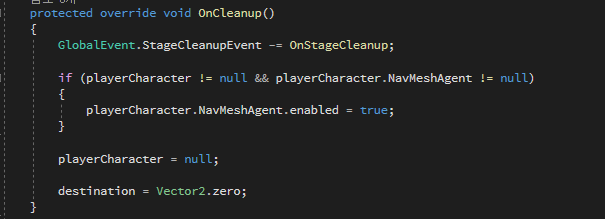 protected override void OnCleanup()
{
    GlobalEvent.StageCleanupEvent -= OnStageCleanup;
    if (playerCharacter != null && playerCharacter.NavMeshAgent != null)
    {
        playerCharacter.NavMeshAgent.enabled = true;
    }
    playerCharacter = null;
    destination = Vector2.zero;
}